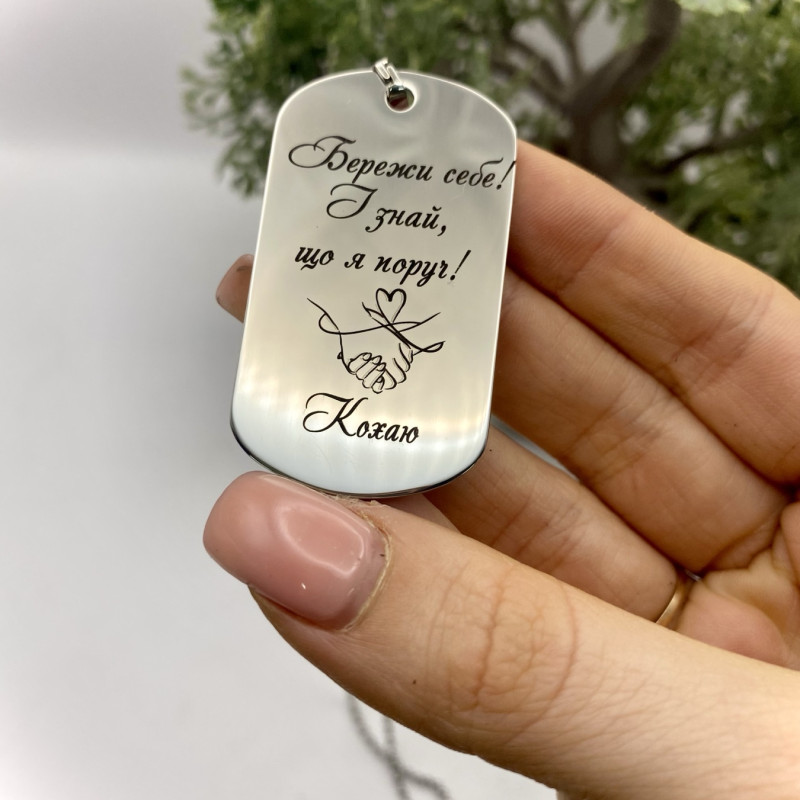 Бережи себе!
І знай,
що я поруч!
Кохаю